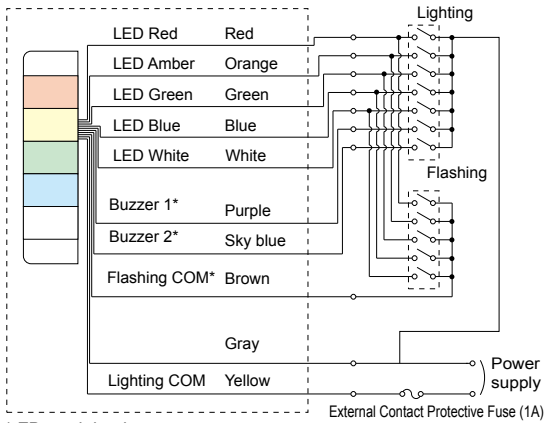 Lighting
LED Red Red
LED Amber Orange
LED Green Green
LED Blue Blue
LED White White
Flashing
Buzzer 1* Purple
Buzzer 2* Sky blue
Flashing COM* Brown
Gray
Lighting COM Yellow
Power
supply
External Contact Protective Fuse (1A)